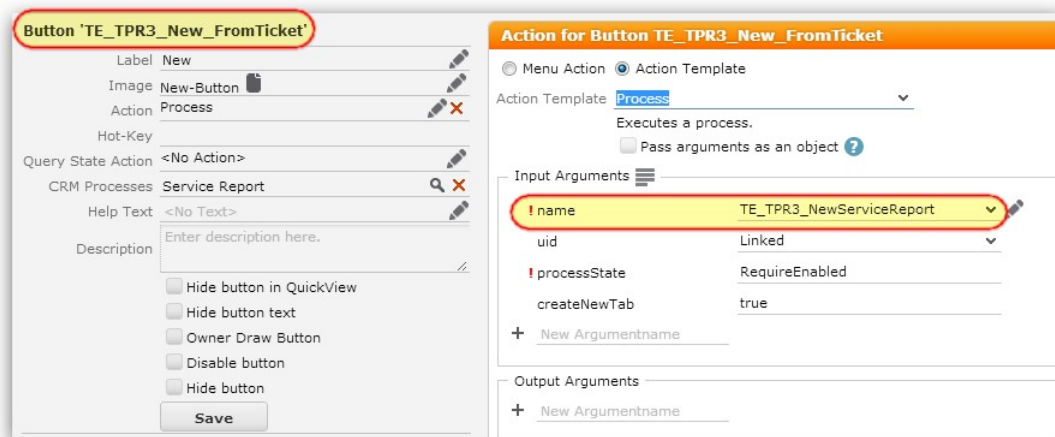 Button 'TE_TPR3_New_FromTicket'
Label New
Image New-Button
Action Process
Hot-Key
Query State Action <No Action>
CRM Processes Service Report
Help Text <No Text>
Description Enter description here.
Hide button in QuickView
Hide button text
Owner Draw Button
Disable button
Hide button
Save
Action for Button TE_TPR3_New_FromTicket
Menu Action Action Template
Action Template Process
Executes a process.
Pass arguments as an object ?
Input Arguments
! name TE_TPR3_NewServiceReport
uid Linked
! processState RequireEnabled
createNewTab true
+ New Argumentname
Output Arguments
+ New Argumentname